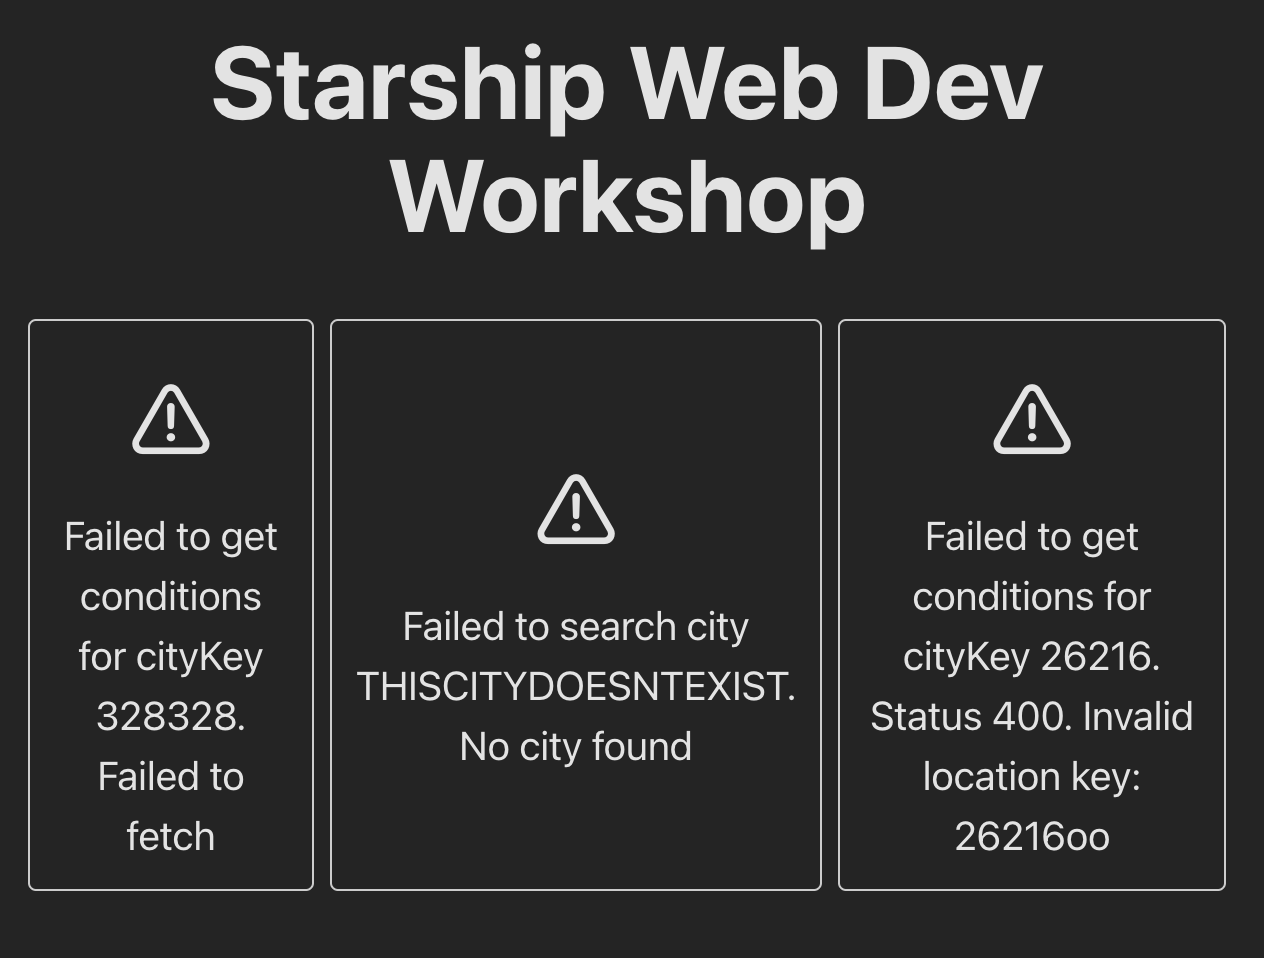 Starship Web Dev
Workshop
Failed to get
conditions
for cityKey
328328.
Failed to
fetch
Failed to search city
THISCITYDOESNTEXIST.
No city found
Failed to get
conditions for
cityKey 26216.
Status 400. Invalid
location key:
26216oo